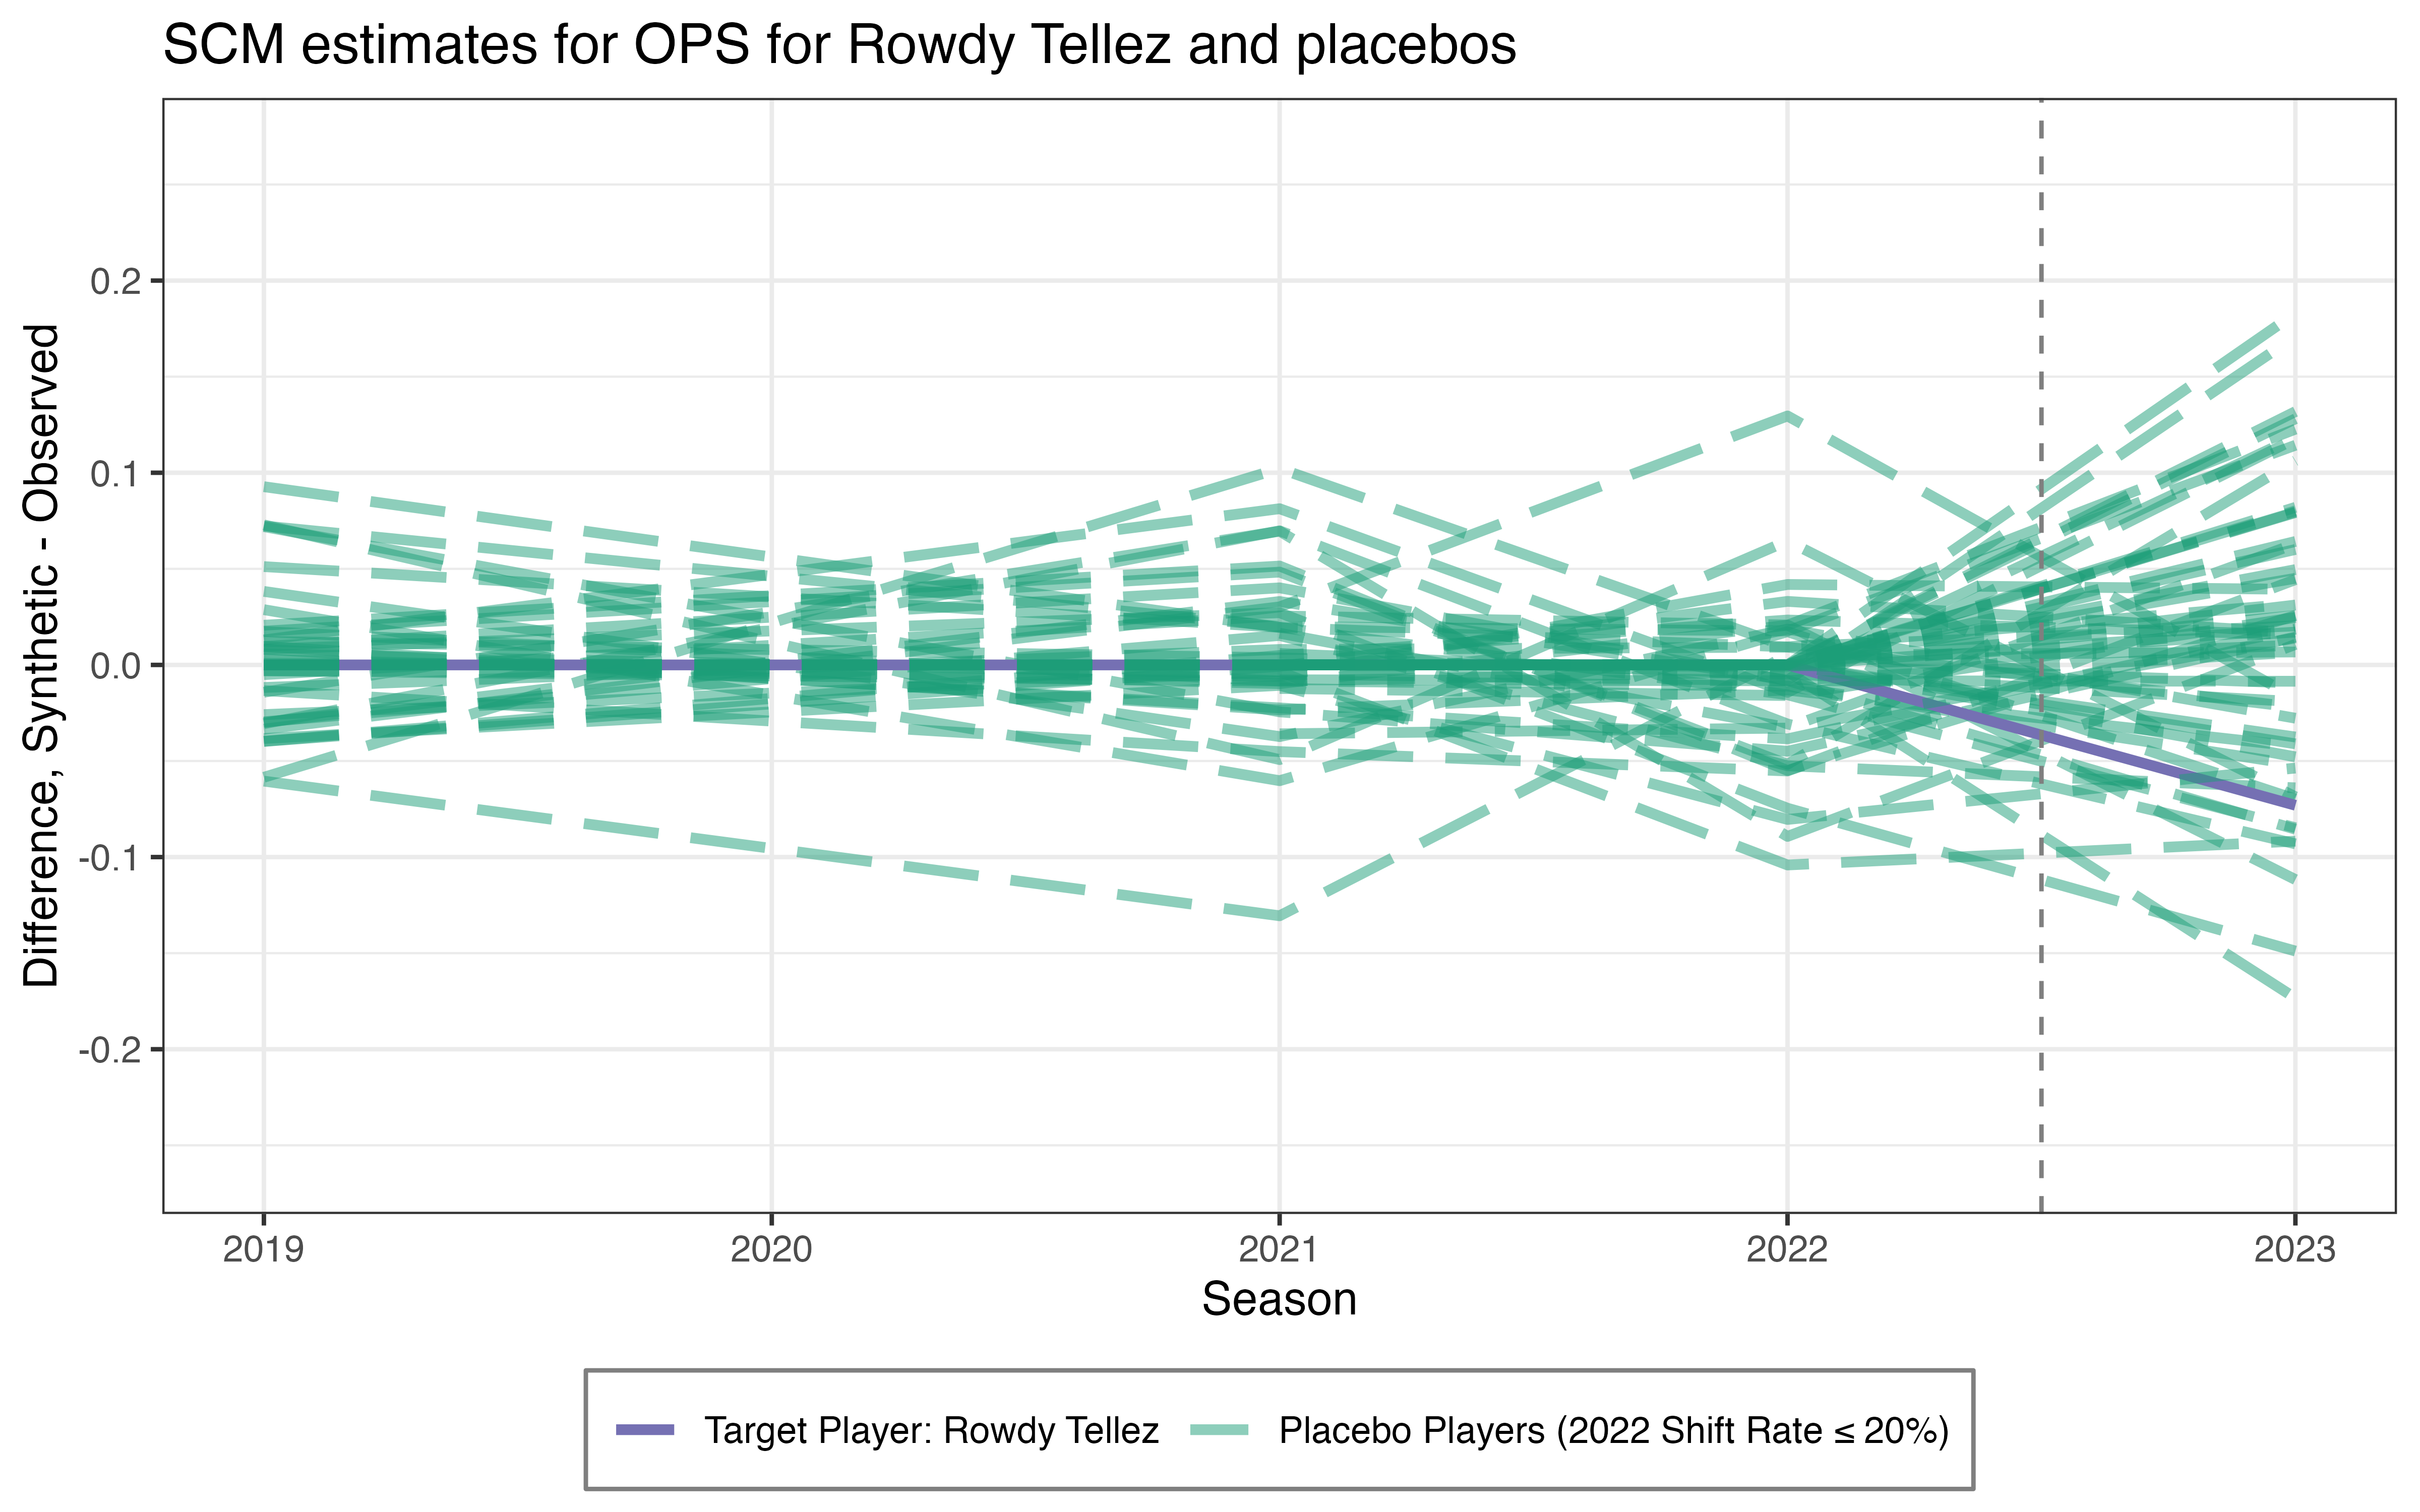 SCM estimates for OPS for Rowdy Tellez and placebos
Difference, Synthetic - Observed
0.2
0.1
0.0
-0.1
-0.2
2019 2020 2021 2022 2023
Season
Target Player: Rowdy Tellez Placebo Players (2022 Shift Rate ≤ 20%)